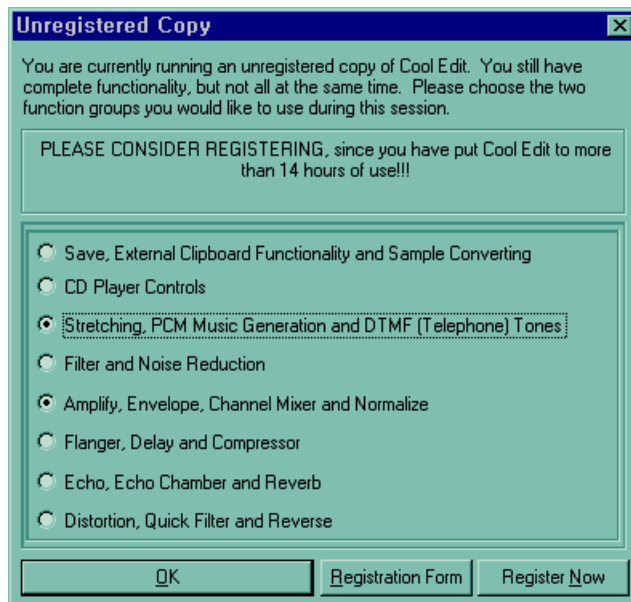 Unregistered Copy
You are currently running an unregistered copy of Cool Edit.  You still have
complete functionality, but not all at the same time.  Please choose the two
function groups you would like to use during this session.
PLEASE CONSIDER REGISTERING, since you have put Cool Edit to more
than 14 hours of use!!!
Save, External Clipboard Functionality and Sample Converting
CD Player Controls
Stretching, PCM Music Generation and DTMF (Telephone) Tones
Filter and Noise Reduction
Amplify, Envelope, Channel Mixer and Normalize
Flanger, Delay and Compressor
Echo, Echo Chamber and Reverb
Distortion, Quick Filter and Reverse
OK
Registration Form
Register Now